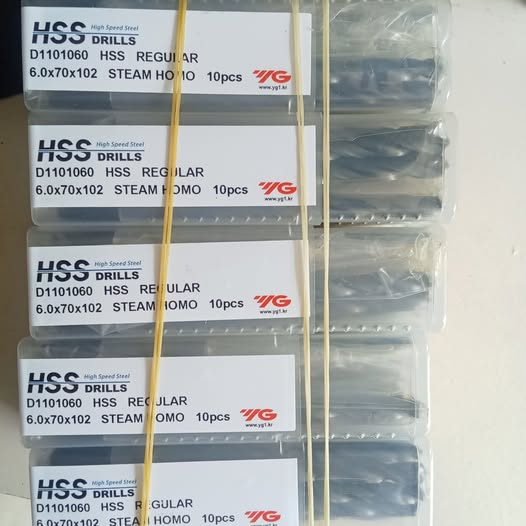 HSS High Speed Steel
DRILLS
D1101060 HSS REGULAR
6.0x70x102 STEAM HOMO 10pcs YG
www.yg1.kr
HSS High Speed Steel
DRILLS
D1101060 HSS REGULAR
6.0x70x102 STEAM HOMO 10pcs YG
www.yg1.kr
HSS High Speed Steel
DRILLS
D1101060 HSS REGULAR
6.0x70x102 STEAM HOMO 10pcs YG
www.yg1.kr
HSS High Speed Steel
DRILLS
D1101060 HSS REGULAR
6.0x70x102 STEAM HOMO 10pcs YG
www.yg1.kr
HSS High Speed Steel
DRILLS
D1101060 HSS REGULAR
6.0x70x102 STEAM HOMO 10pcs YG